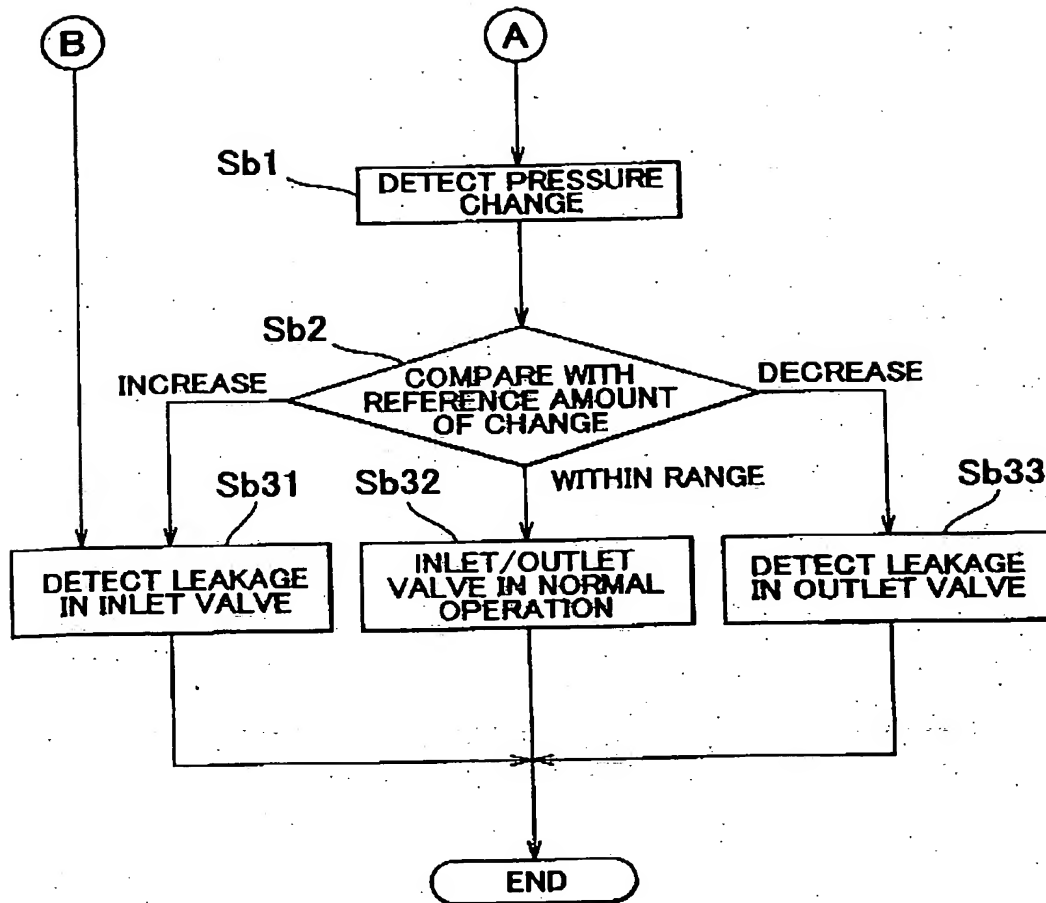 B
A
Sb1
DETECT PRESSURE
CHANGE
Sb2
INCREASE
COMPARE WITH
REFERENCE AMOUNT
OF CHANGE
DECREASE
WITHIN RANGE
Sb31
Sb32
Sb33
DETECT LEAKAGE
IN INLET VALVE
INLET/OUTLET
VALVE IN NORMAL
OPERATION
DETECT LEAKAGE
IN OUTLET VALVE
END